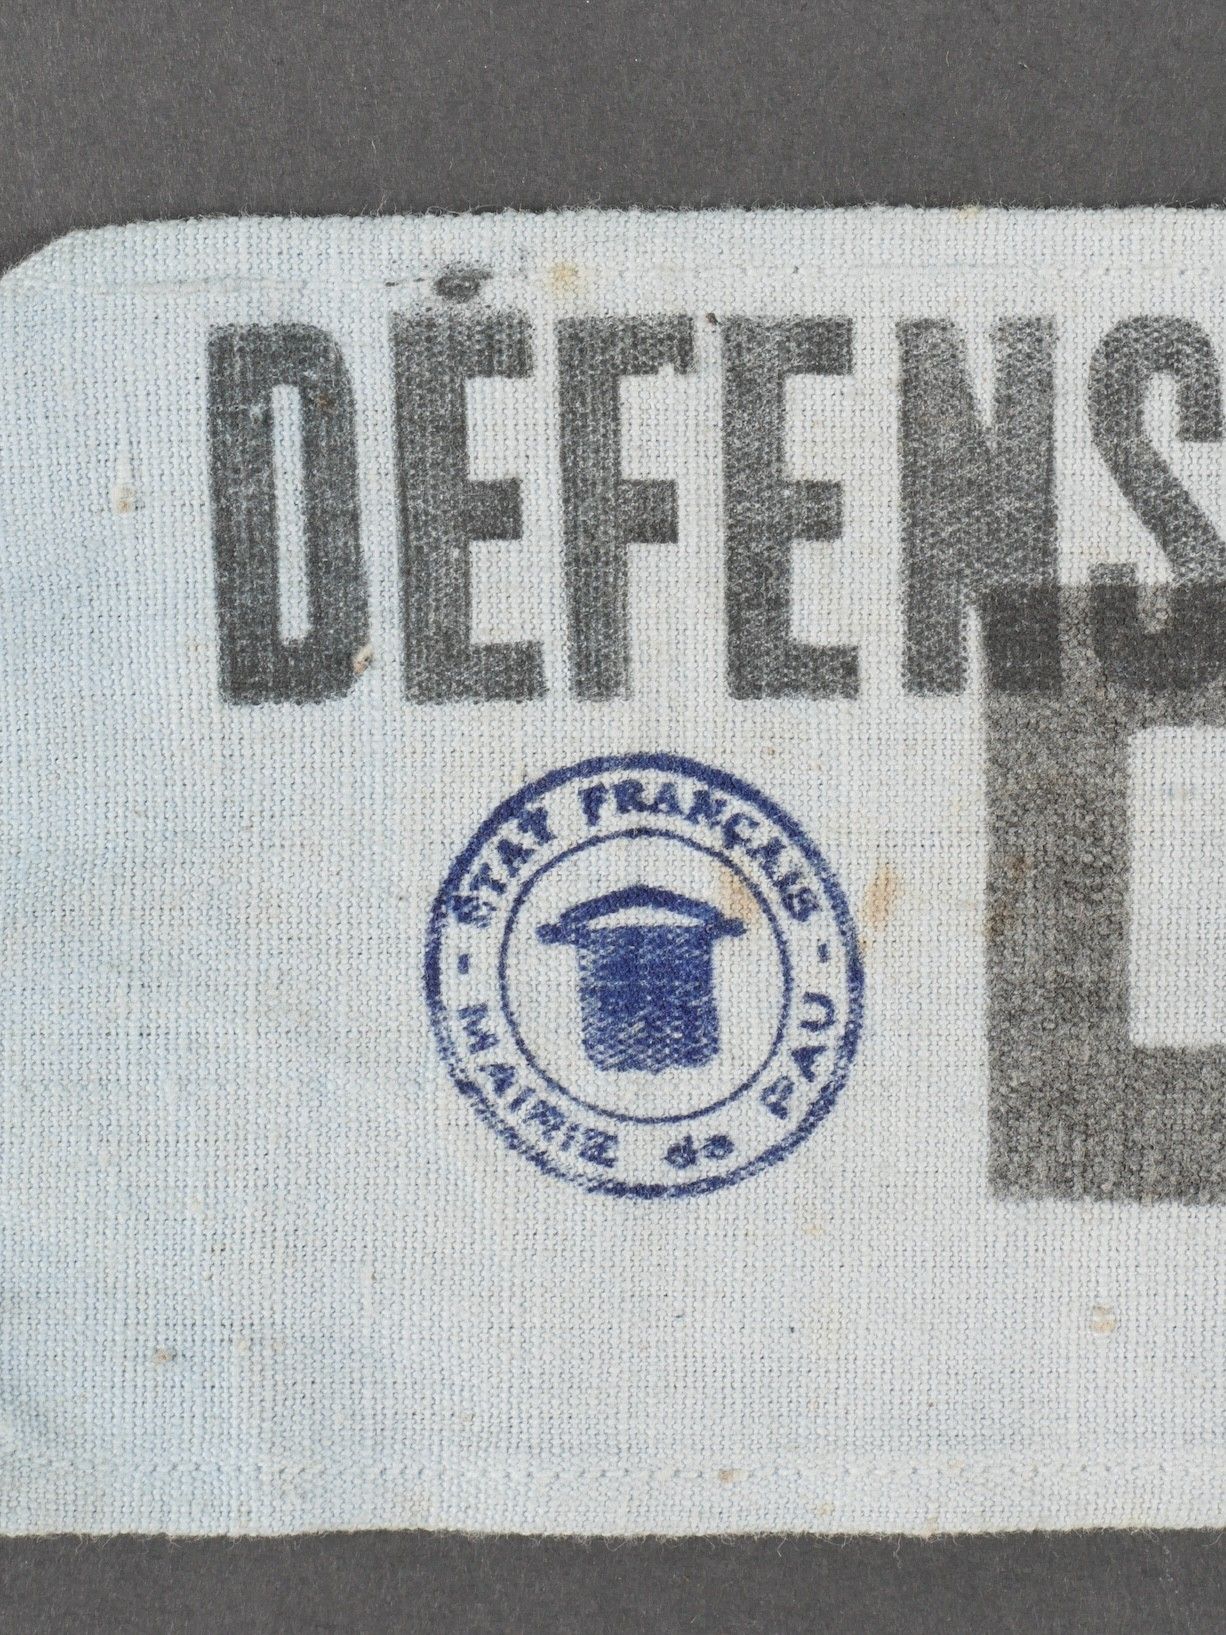 DÉFENS
ÉTAT FRANÇAIS
- MAIRIE de PAU -